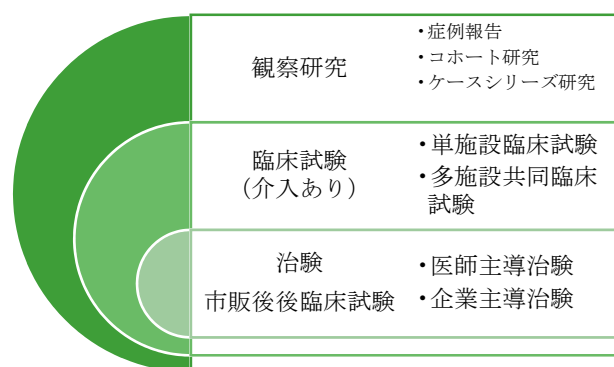 観察研究
・症例報告
・コホート研究
・ケースシリーズ研究
臨床試験
（介入あり）
・単施設臨床試験
・多施設共同臨床
試験
治験
市販後後臨床試験
・医師主導治験
・企業主導治験